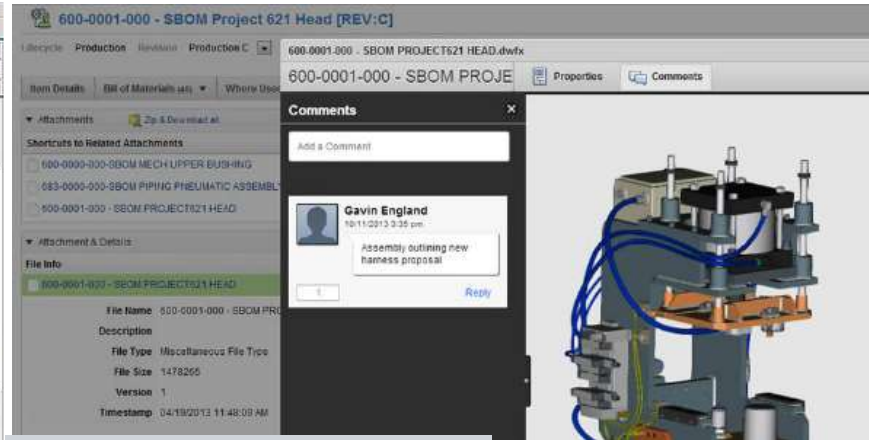 600-0001-000 - SBOM Project 621 Head [REV:C]
Lifecycle Production Revision Production C
Item Details Bill of Materials Where Used
Attachments Zip & Download all
Shortcuts to Related Attachments
600-0000-000-SBOM MECH UPPER BUSHING
683-0000-000-SBOM PIPING PNEUMATIC ASSEMBLY
600-0001-000 - SBOM PROJECT621 HEAD
Attachment & Details
File Info
600-0001-000 - SBOM PROJECT621 HEAD
File Name 600-0001-000 - SBOM PRO
Description
File Type Miscellaneous File Type
File Size 1478265
Version 1
Timestamp 04/19/2013 11:48:09 AM
600-0001-000 - SBOM PROJECT621 HEAD.dwfx
600-0001-000 - SBOM PROJE
Properties
Comments
Comments
Add a Comment
Gavin England
10/11/2013 3:35 pm
Assembly outlining new
harness proposal
1
Reply